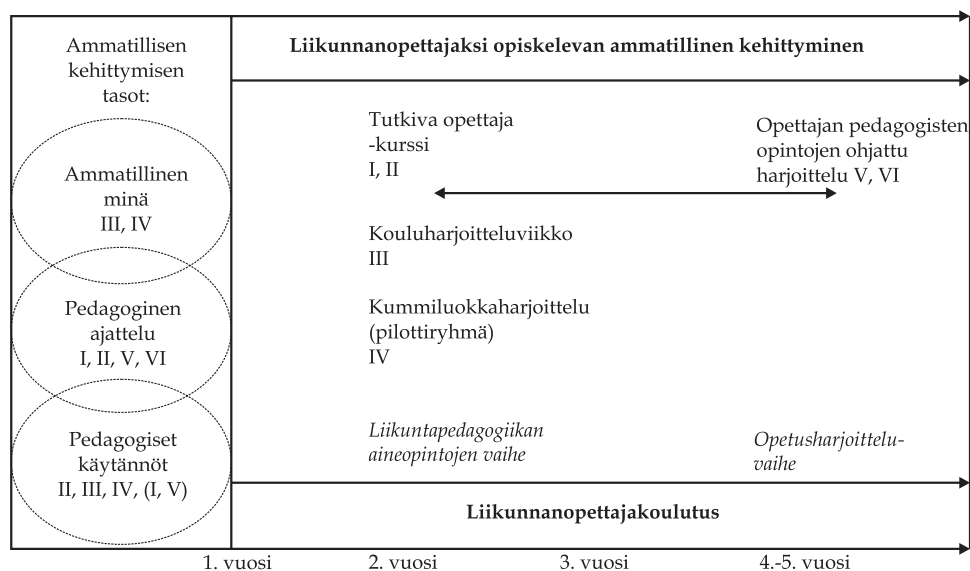 Ammatillisen
kehittymisen
tasot:
Ammatillinen
minä
III, IV
Pedagoginen
ajattelu
I, II, V, VI
Pedagogiset
käytännöt
II, III, IV, (I, V)
Liikunnanopettajaksi opiskelevan ammatillinen kehittyminen
Tutkiva opettaja
-kurssi
I, II
Opettajan pedagogisten
opintojen ohjattu
harjoittelu V, VI
Kouluharjoitteluviikko
III
Kummiluokkaharjoittelu
(pilottiryhmä)
IV
Liikuntapedagogiikan
aineopintojen vaihe
Opetusharjoittelu-
vaihe
Liikunnanopettajakoulutus
1. vuosi
2. vuosi
3. vuosi
4.-5. vuosi